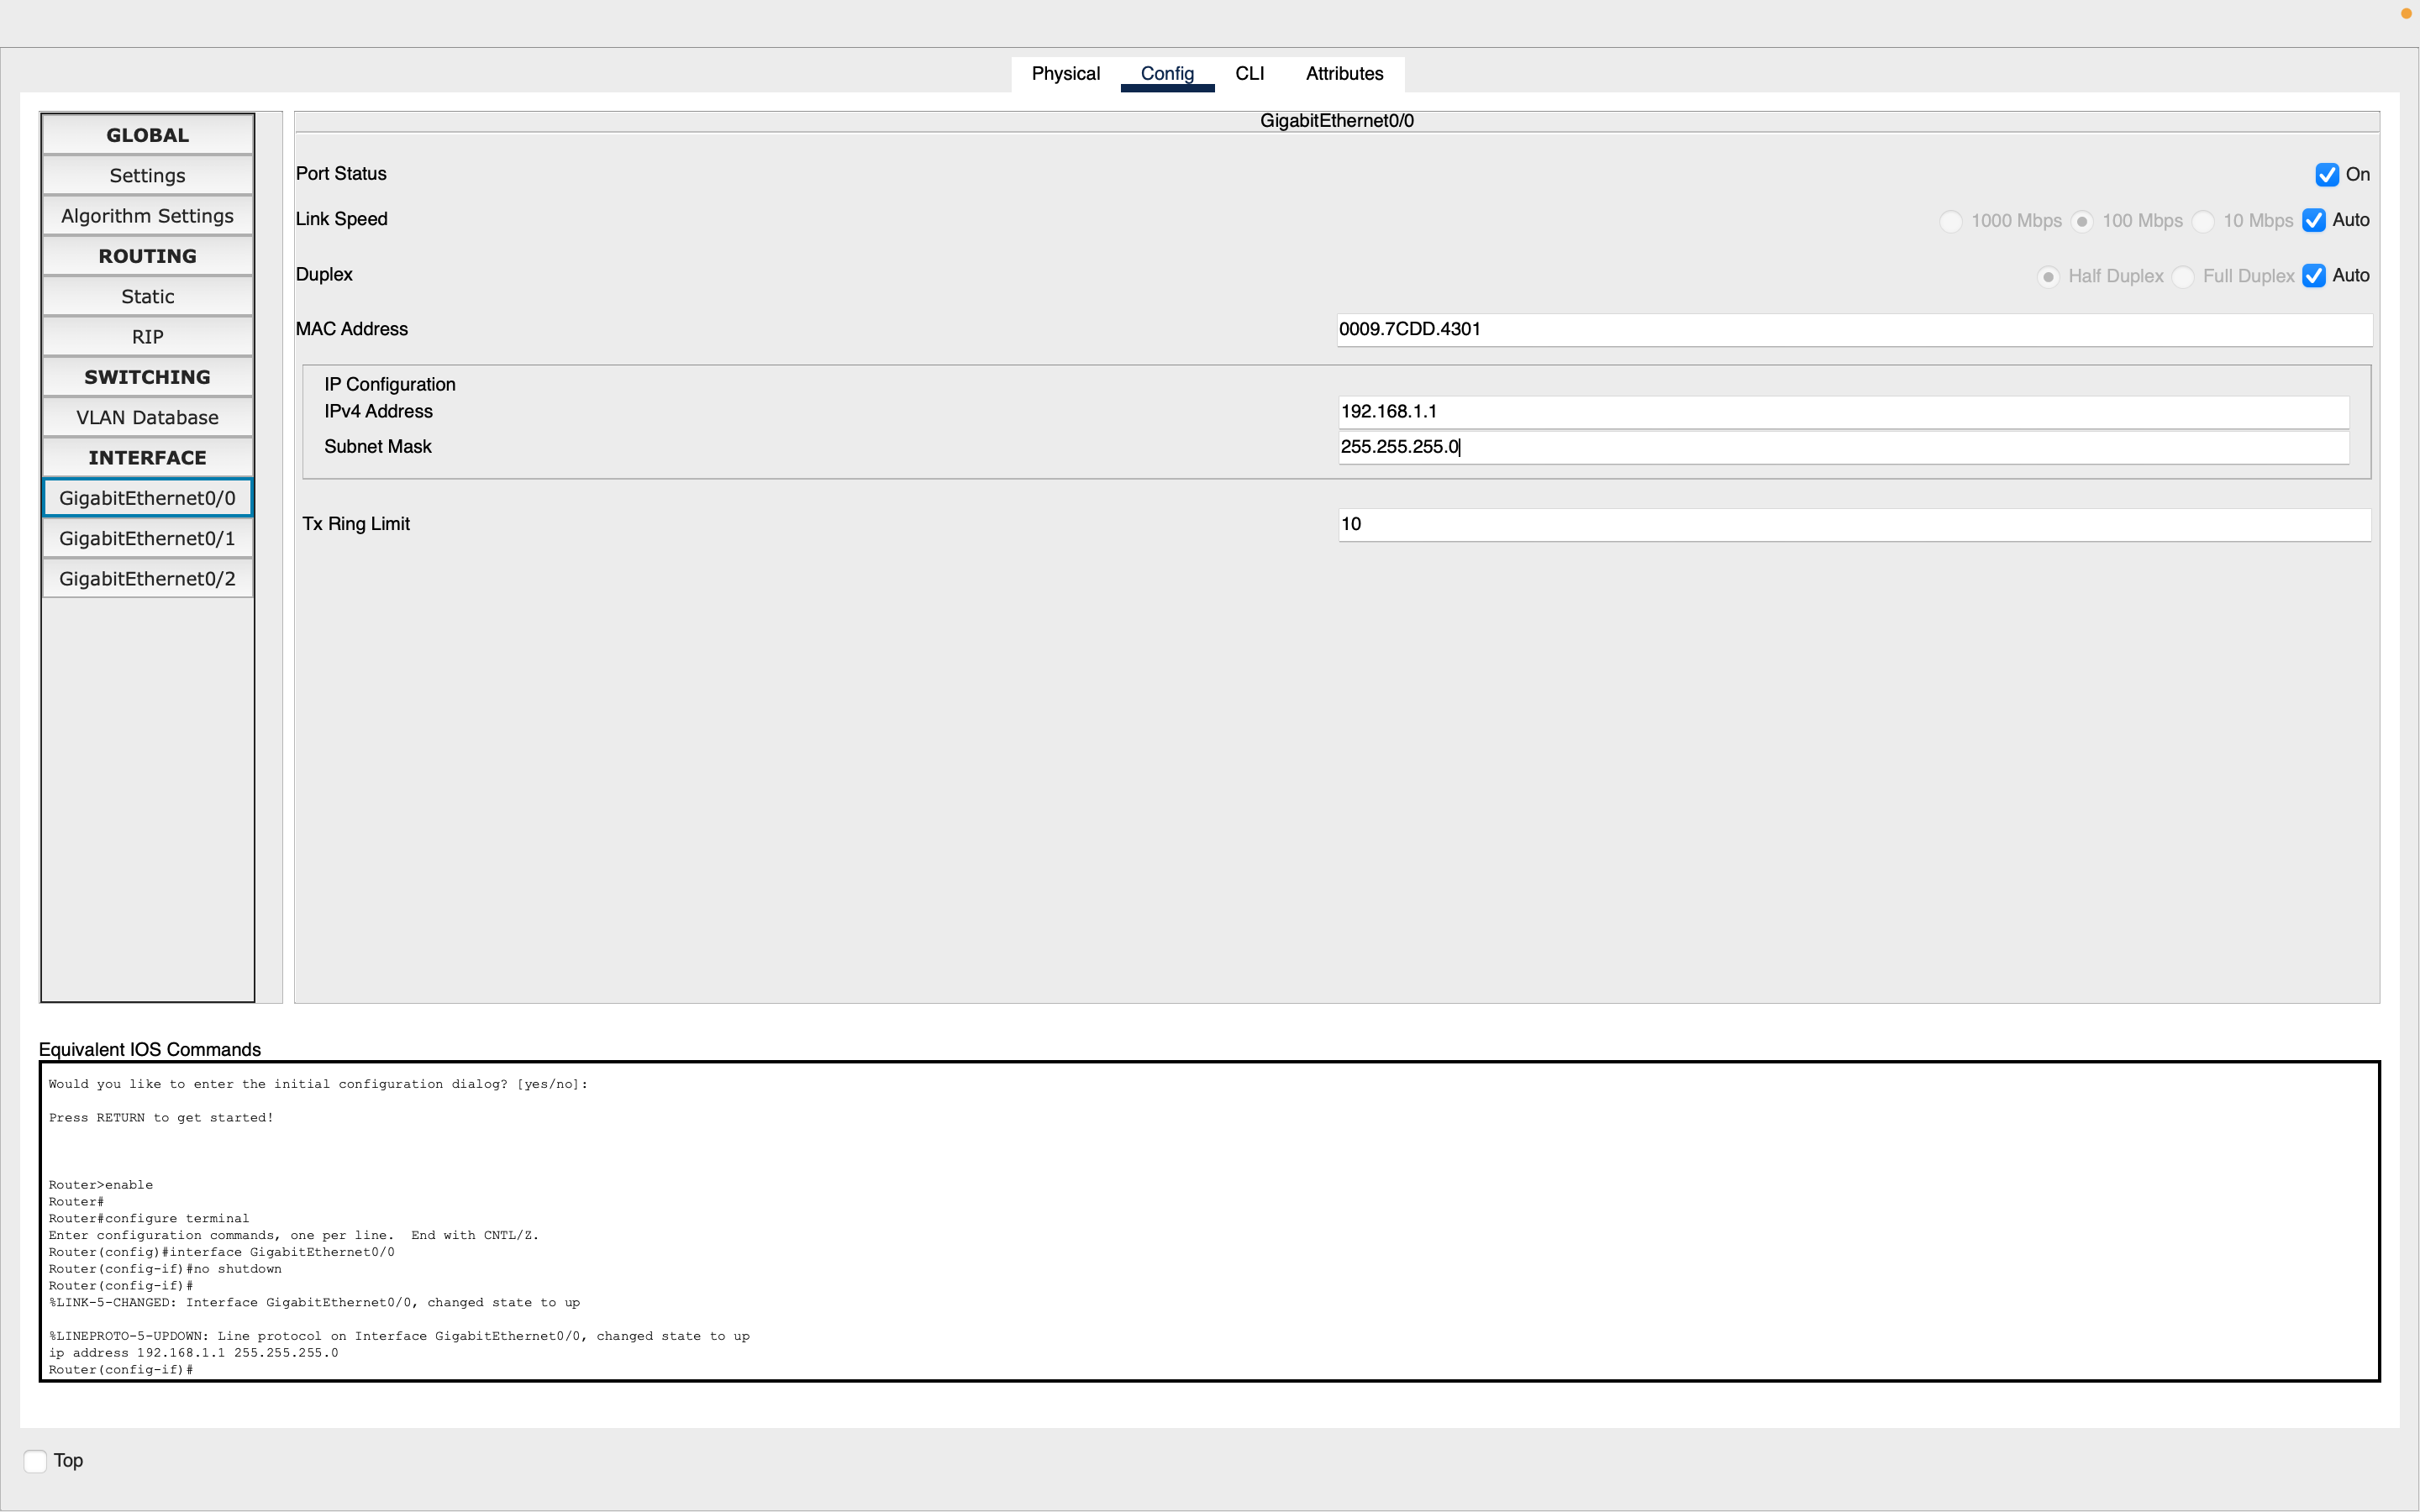 Physical Config CLI Attributes
GLOBAL
Settings
Algorithm Settings
ROUTING
Static
RIP
SWITCHING
VLAN Database
INTERFACE
GigabitEthernet0/0
GigabitEthernet0/1
GigabitEthernet0/2
GigabitEthernet0/0
Port Status On
Link Speed 1000 Mbps 100 Mbps 10 Mbps Auto
Duplex Half Duplex Full Duplex Auto
MAC Address 0009.7CDD.4301
IP Configuration
IPv4 Address 192.168.1.1
Subnet Mask 255.255.255.0
Tx Ring Limit 10
Equivalent IOS Commands
Would you like to enter the initial configuration dialog? [yes/no]:
Press RETURN to get started!
Router>enable
Router#
Router#configure terminal
Enter configuration commands, one per line.  End with CNTL/Z.
Router(config)#interface GigabitEthernet0/0
Router(config-if)#no shutdown
Router(config-if)#
%LINK-5-CHANGED: Interface GigabitEthernet0/0, changed state to up
%LINEPROTO-5-UPDOWN: Line protocol on Interface GigabitEthernet0/0, changed state to up
ip address 192.168.1.1 255.255.255.0
Router(config-if)#
Top